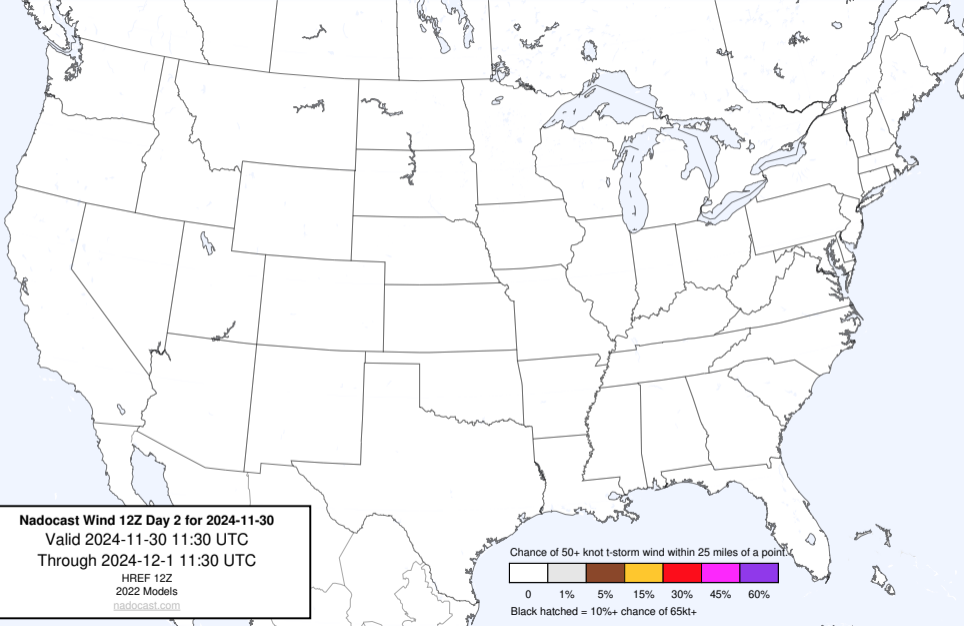 Nadocast Wind 12Z Day 2 for 2024-11-30
Valid 2024-11-30 11:30 UTC
Through 2024-12-1 11:30 UTC
HREF 12Z
2022 Models
nadocast.com
Chance of 50+ knot t-storm wind within 25 miles of a point.
0 1% 5% 15% 30% 45% 60%
Black hatched = 10%+ chance of 65kt+